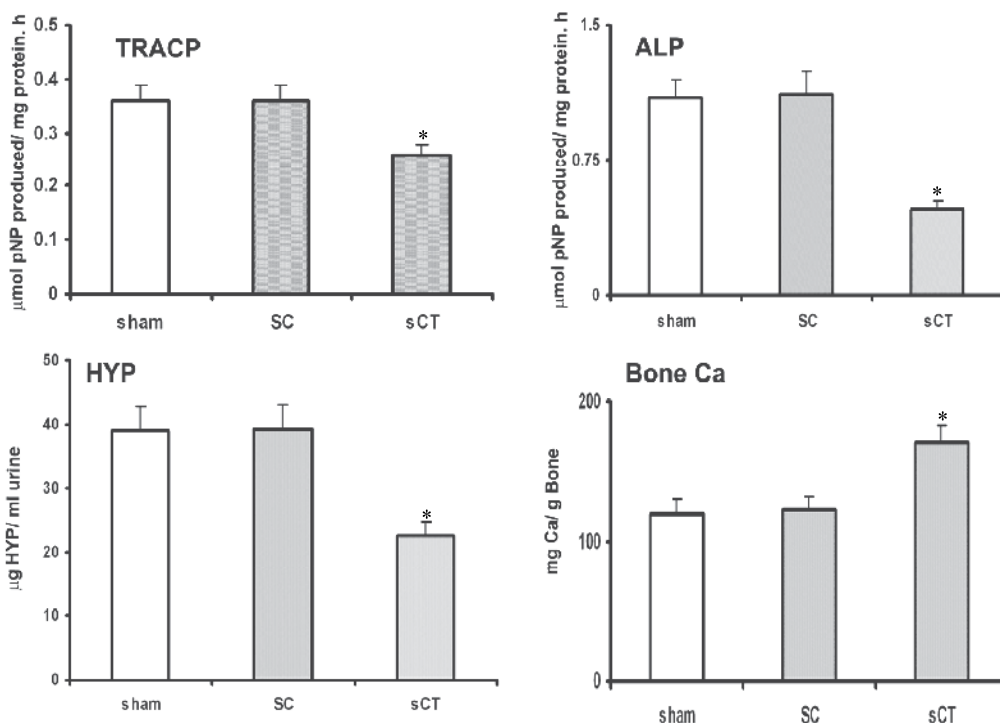 TRACP
μmol pNP produced/ mg protein. h
0.5
0.4
0.3
0.2
0.1
0
*
sham SC sCT
ALP
μmol pNP produced/ mg protein. h
1.5
0.75
0
*
sham SC sCT
HYP
μg HYP/ ml urine
50
40
30
20
10
0
*
sham SC sCT
Bone Ca
mg Ca/ g Bone
200
100
0
*
sham SC sCT